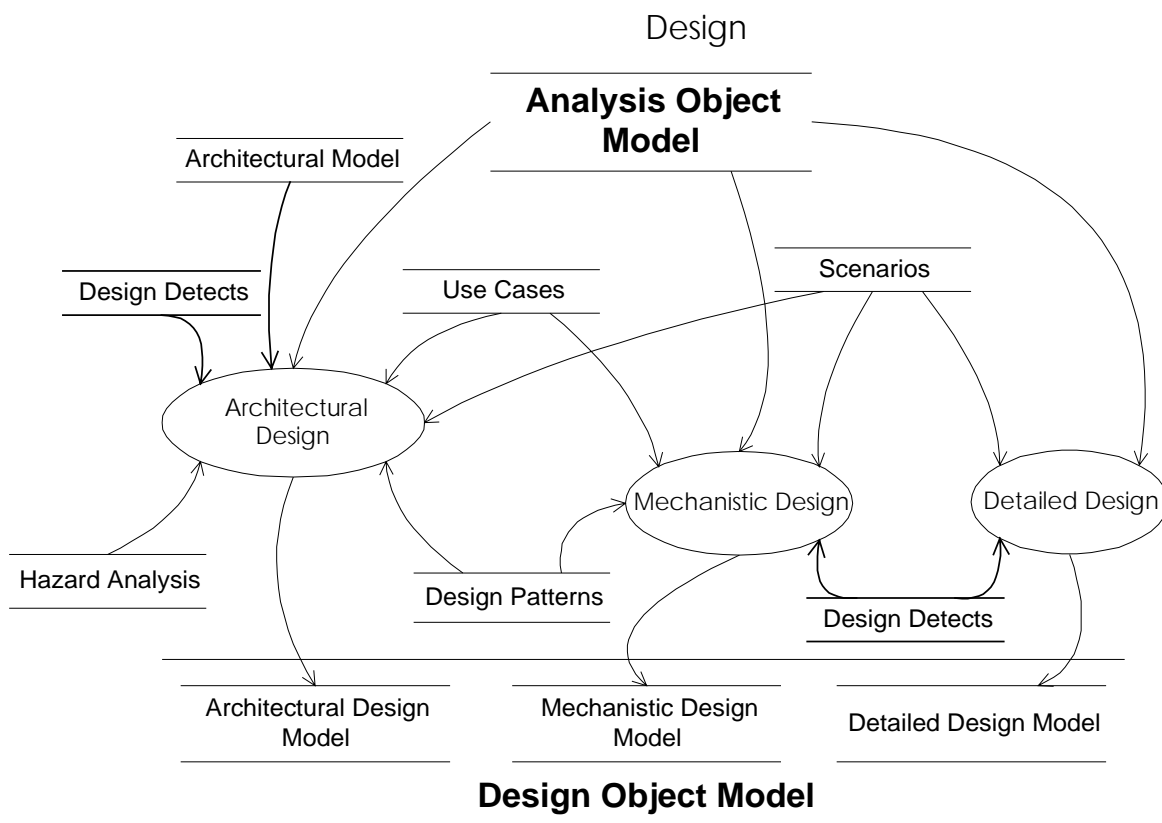 Design
Analysis Object
Model
Architectural Model
Design Detects
Use Cases
Scenarios
Architectural
Design
Mechanistic Design
Detailed Design
Hazard Analysis
Design Patterns
Design Detects
Architectural Design
Model
Mechanistic Design
Model
Detailed Design Model
Design Object Model